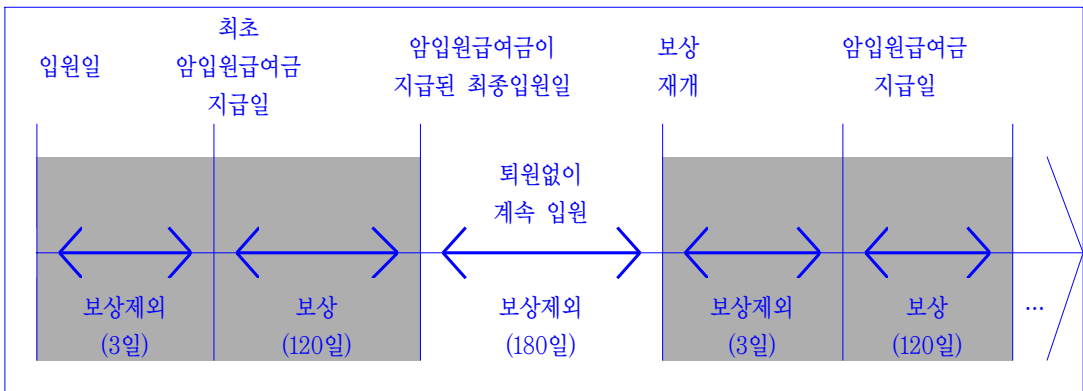 입원일
최초
암입원급여금
지급일
암입원급여금이
지급된 최종입원일
보상
재개
암입원급여금
지급일
퇴원없이
계속 입원
보상제외
(3일)
보상
(120일)
보상제외
(180일)
보상제외
(3일)
보상
(120일)
…